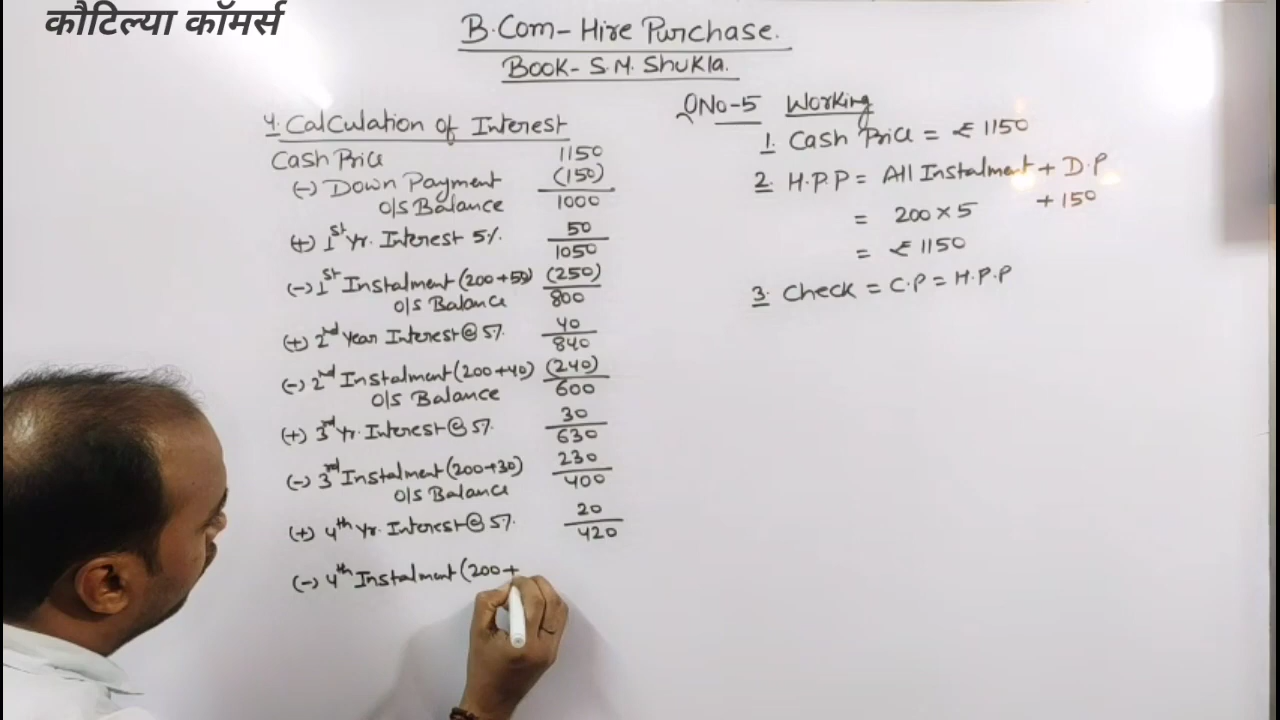 कौटिल्या कॉमर्स
B.Com - Hire Purchase.
Book - S.M. Shukla.
4. Calculation of Interest
Cash Price 1150
(-) Down Payment (150)
O/S Balance 1000
(+) 1st Yr. Interest 5%. 50
1050
(-) 1st Instalment (200+50) (250)
O/S Balance 800
(+) 2nd Year Interest @ 5%. 40
840
(-) 2nd Instalment (200+40) (240)
O/S Balance 600
(+) 3rd Yr. Interest @ 5%. 30
630
(-) 3rd Instalment (200+30) 230
O/S Balance 400
(+) 4th Yr. Interest @ 5%. 20
420
(-) 4th Instalment (200+
QNo-5 Working
1. Cash Price = ₹ 1150
2. H.P.P = All Instalment + D.P
= 200 × 5 + 150
= ₹ 1150
3. Check = C.P = H.P.P